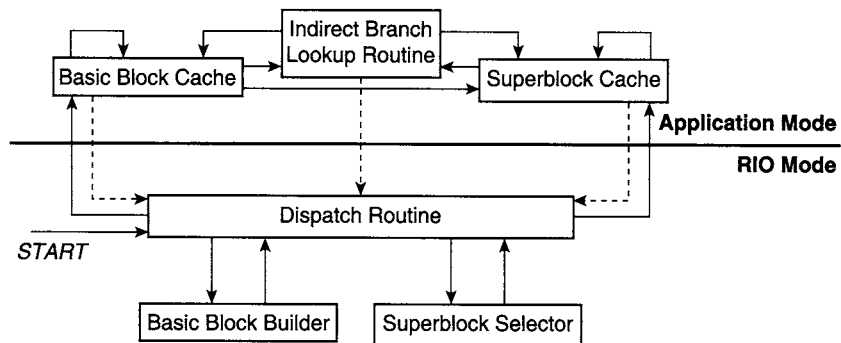 Indirect Branch
Lookup Routine
Basic Block Cache
Superblock Cache
Application Mode
RIO Mode
Dispatch Routine
START
Basic Block Builder
Superblock Selector